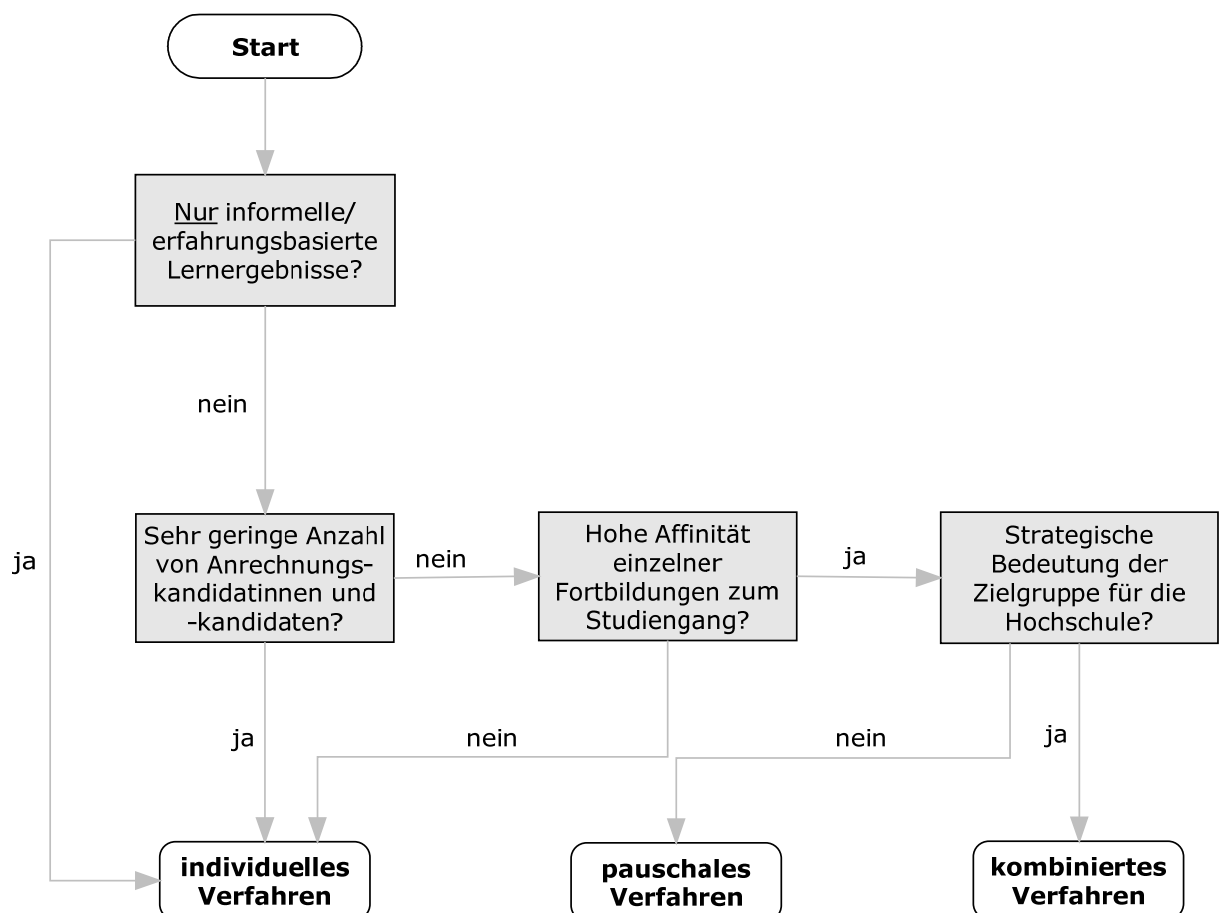 Start
Nur informelle/
erfahrungsbasierte
Lernergebnisse?
nein
ja
Sehr geringe Anzahl
von Anrechnungs-
kandidatinnen und
-kandidaten?
nein
Hohe Affinität
einzelner
Fortbildungen zum
Studiengang?
ja
Strategische
Bedeutung der
Zielgruppe für die
Hochschule?
ja
nein
nein
ja
individuelles
Verfahren
pauschales
Verfahren
kombiniertes
Verfahren